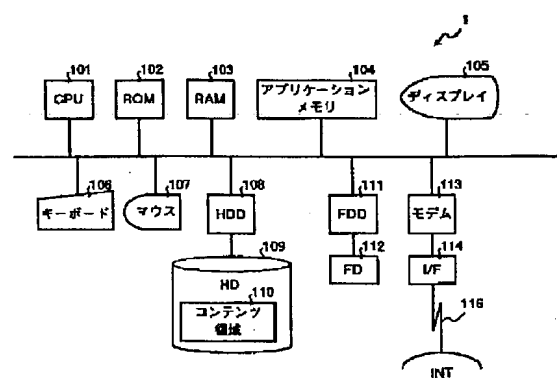 1
101 102 103 104 105
CPU ROM RAM アプリケーション
メモリ ディスプレイ
106 107 108 111 113
キーボード マウス HDD FDD モデム
109 112 114
HD FD I/F
110 116
コンテンツ
領域
INT